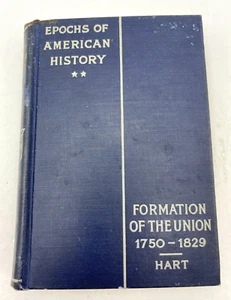 EPOCHS OF
AMERICAN
HISTORY
**
FORMATION
OF THE UNION
1750-1829
HART